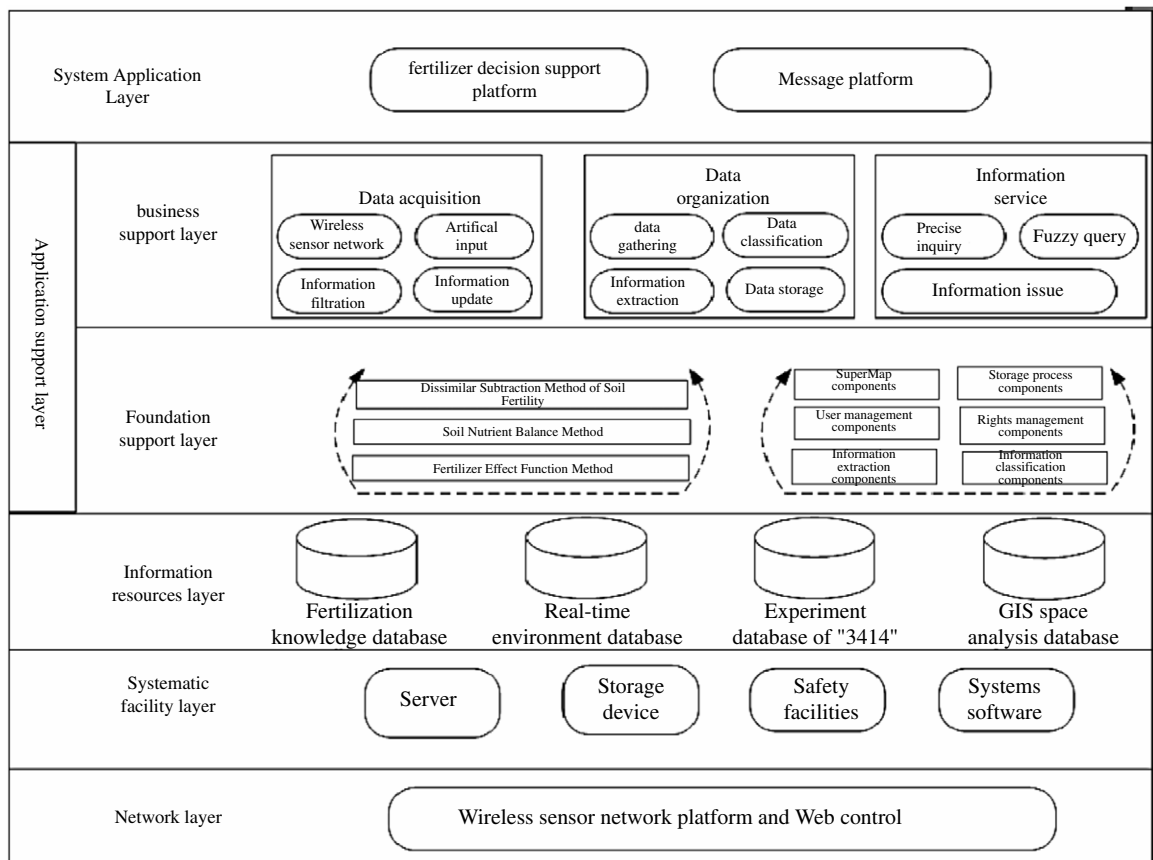 System Application
Layer
fertilizer decision support
platform
Message platform
Application support layer
business
support layer
Data acquisition
Wireless
sensor network
Artifical
input
Information
filtration
Information
update
Data
organization
data
gathering
Data
classification
Information
extraction
Data storage
Information
service
Precise
inquiry
Fuzzy query
Information issue
Foundation
support layer
Dissimilar Subtraction Method of Soil
Fertility
Soil Nutrient Balance Method
Fertilizer Effect Function Method
SuperMap
components
Storage process
components
User management
components
Rights management
components
Information
extraction
components
Information
classification
components
Information
resources layer
Fertilization
knowledge database
Real-time
environment database
Experiment
database of "3414"
GIS space
analysis database
Systematic
facility layer
Server
Storage
device
Safety
facilities
Systems
software
Network layer
Wireless sensor network platform and Web control